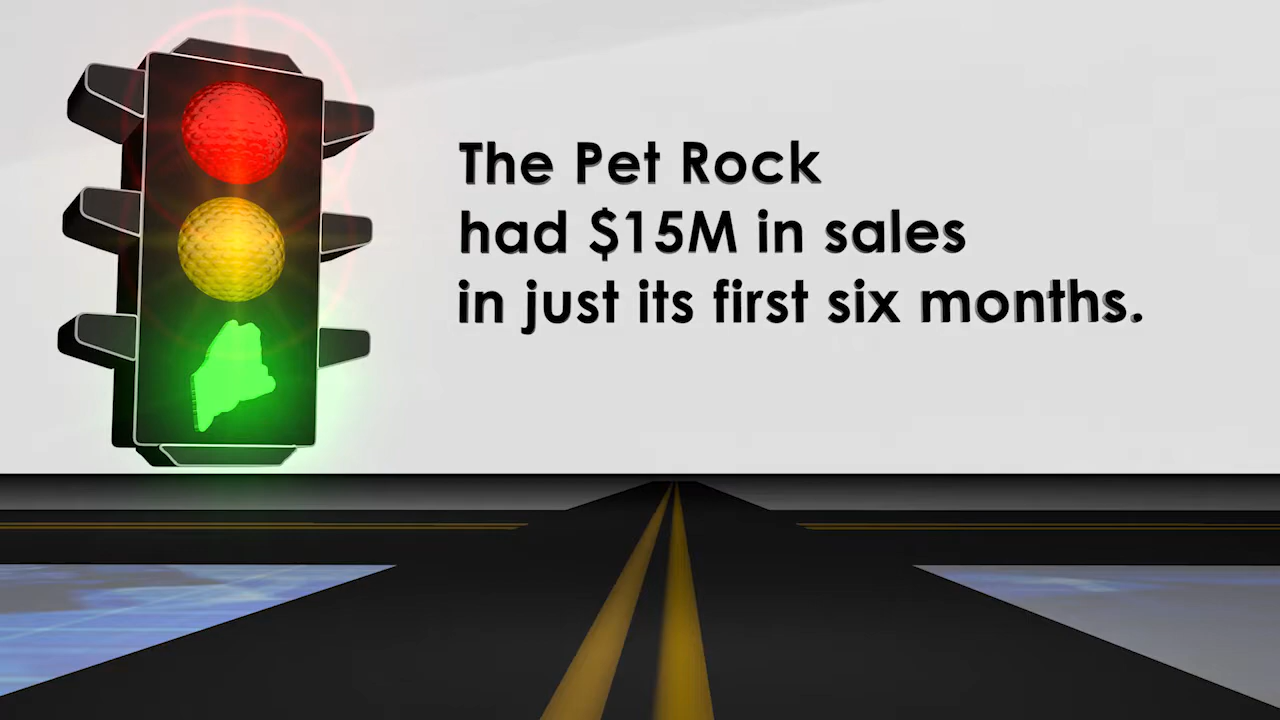 The Pet Rock
had $15M in sales
in just its first six months.